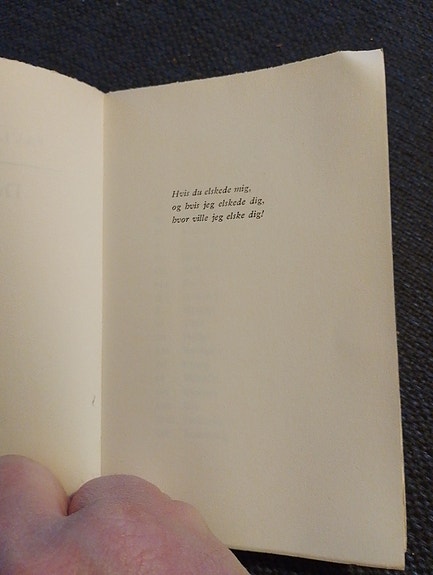 Hvis du elskede mig,
og hvis jeg elskede dig,
hvor ville jeg elske dig!